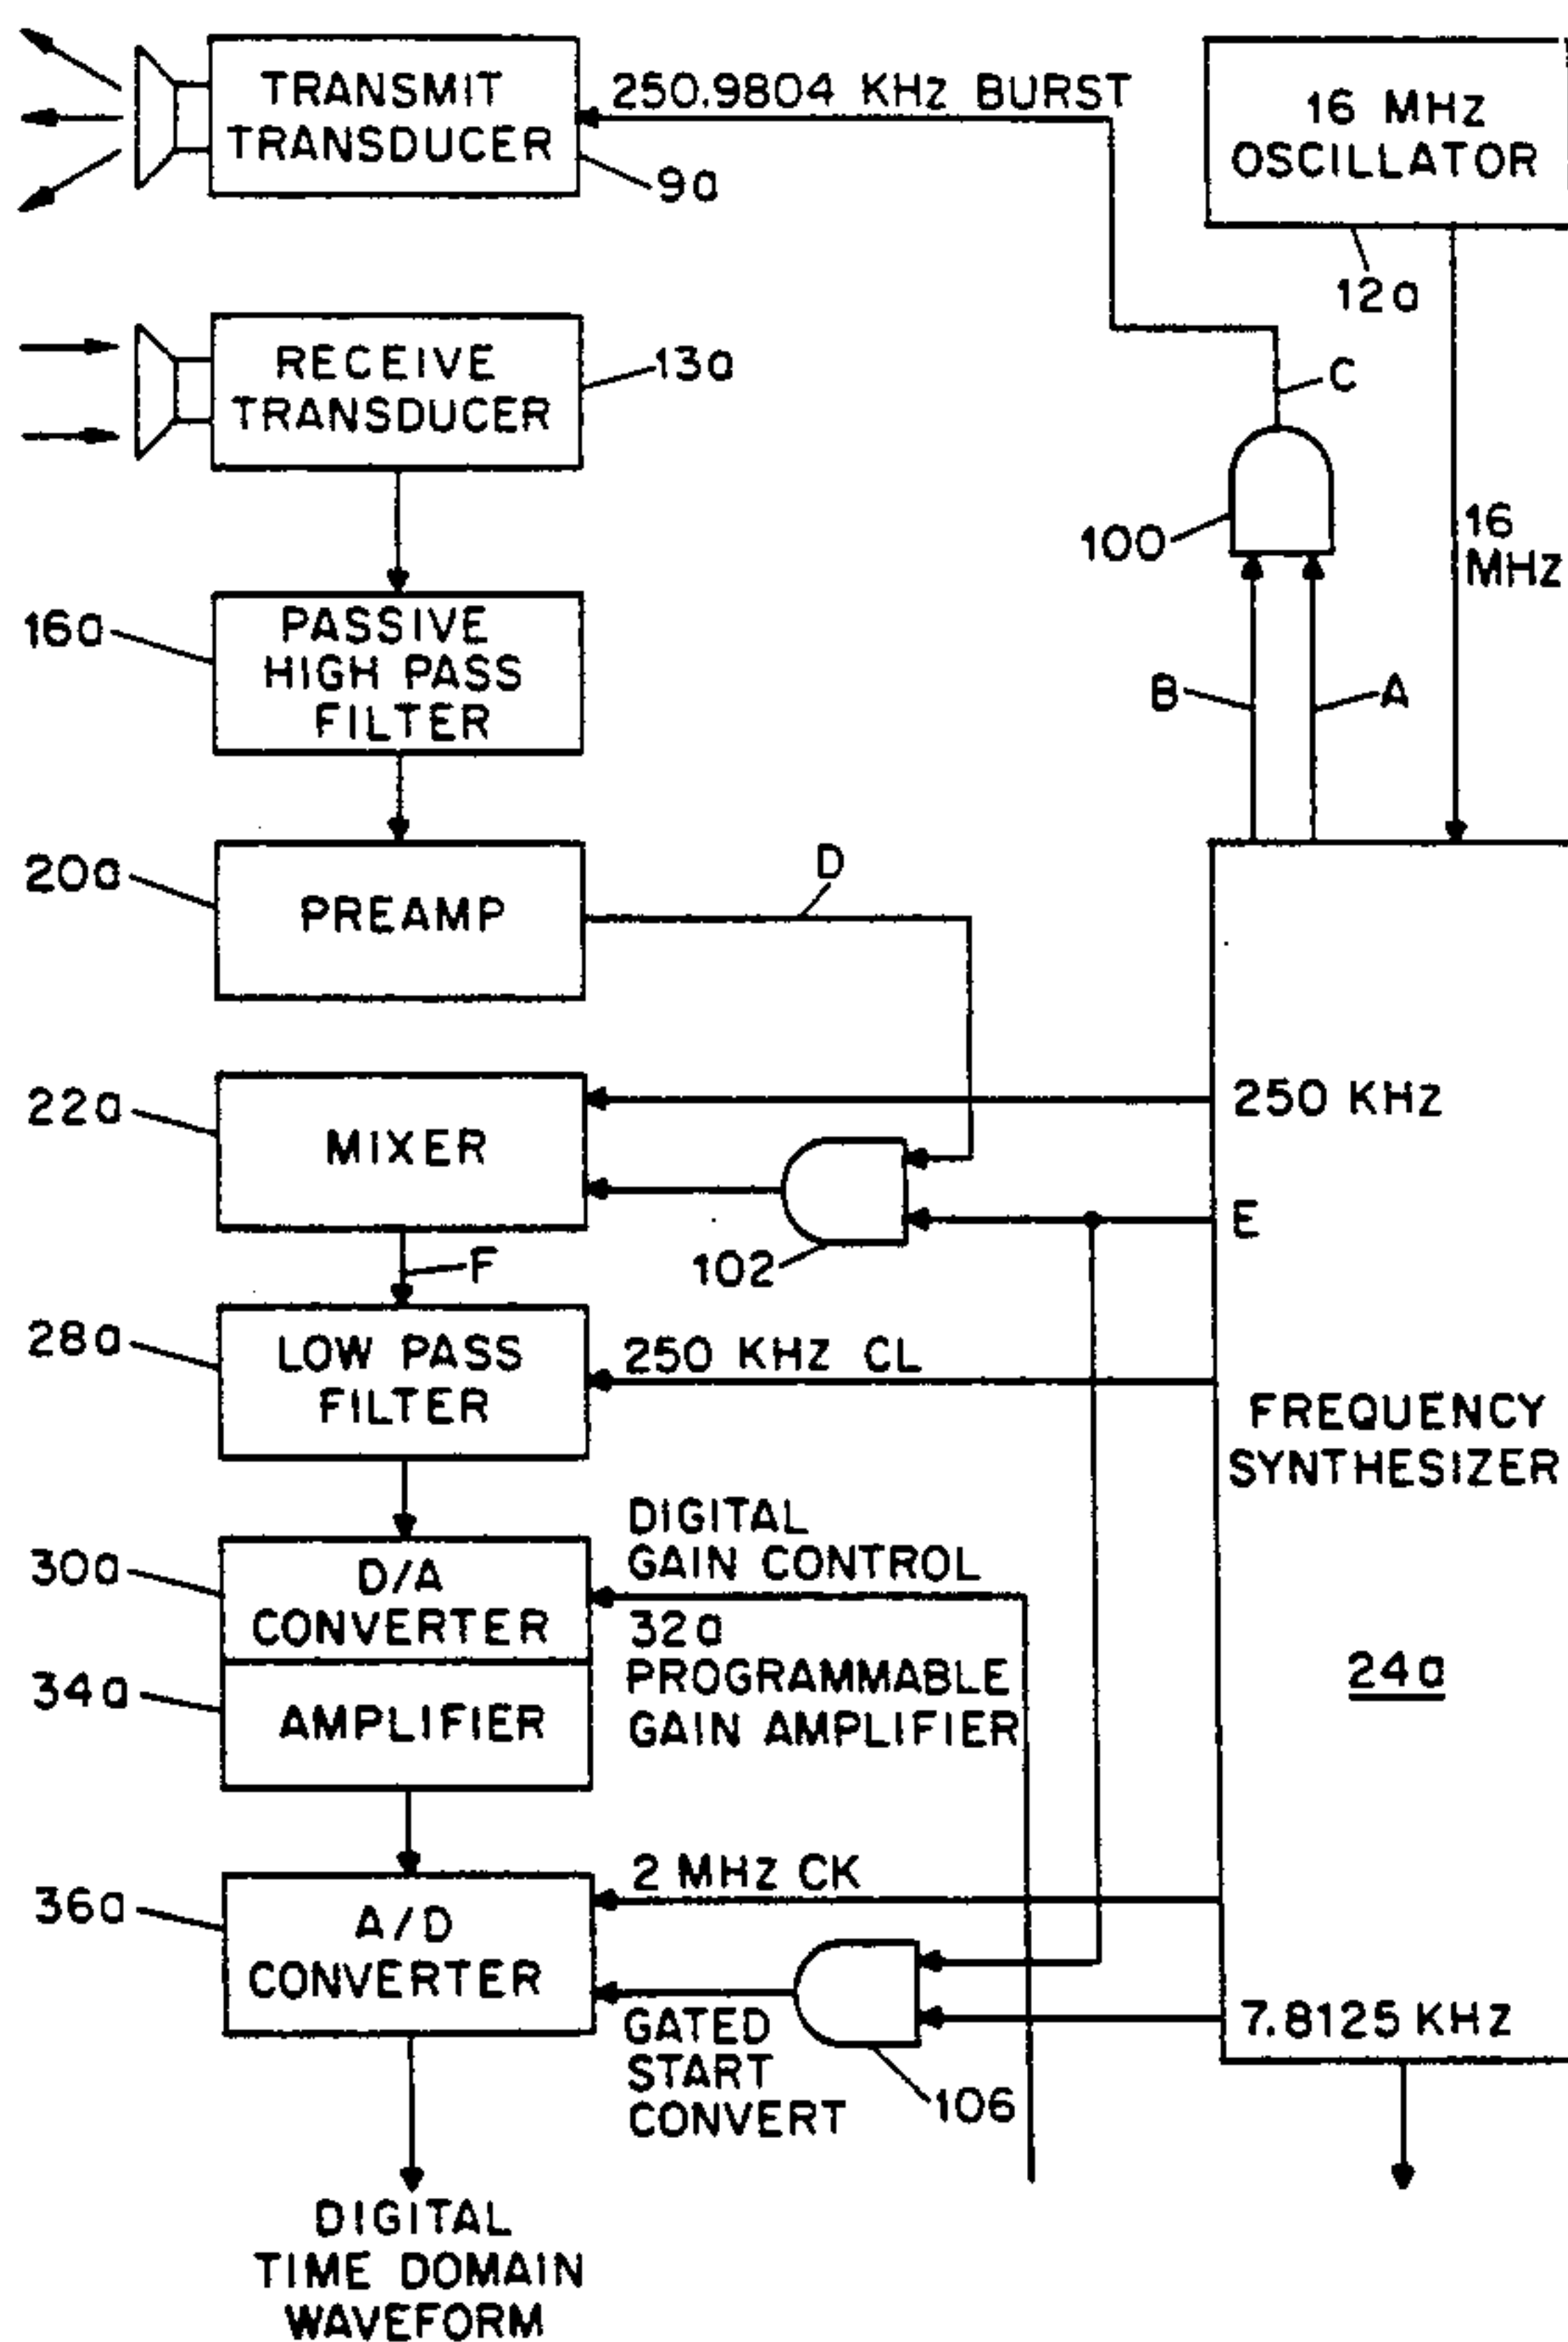 TRANSMIT
TRANSDUCER
250.9804 KHz BURST
9a
16 MHz
OSCILLATOR
12a
RECEIVE
TRANSDUCER
13a
C
100
16
MHz
16a
PASSIVE
HIGH PASS
FILTER
B
A
20a
PREAMP
D
22a
MIXER
250 KHz
E
102
F
28a
LOW PASS
FILTER
250 KHz CL
FREQUENCY
SYNTHESIZER
24a
30a
D/A
CONVERTER
DIGITAL
GAIN CONTROL
32a
PROGRAMMABLE
GAIN AMPLIFIER
34a
AMPLIFIER
36a
A/D
CONVERTER
2 MHz CK
GATED
START
CONVERT
106
7.8125 KHz
DIGITAL
TIME DOMAIN
WAVEFORM